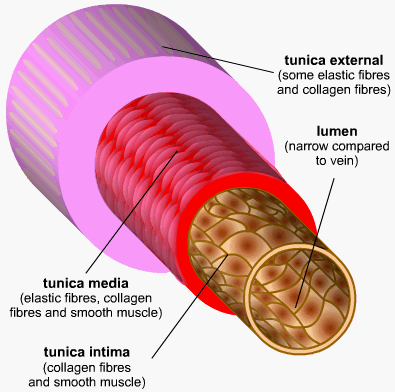 tunica external
(some elastic fibres
and collagen fibres)
lumen
(narrow compared
to vein)
tunica media
(elastic fibres, collagen
fibres and smooth muscle)
tunica intima
(collagen fibres
and smooth muscle)